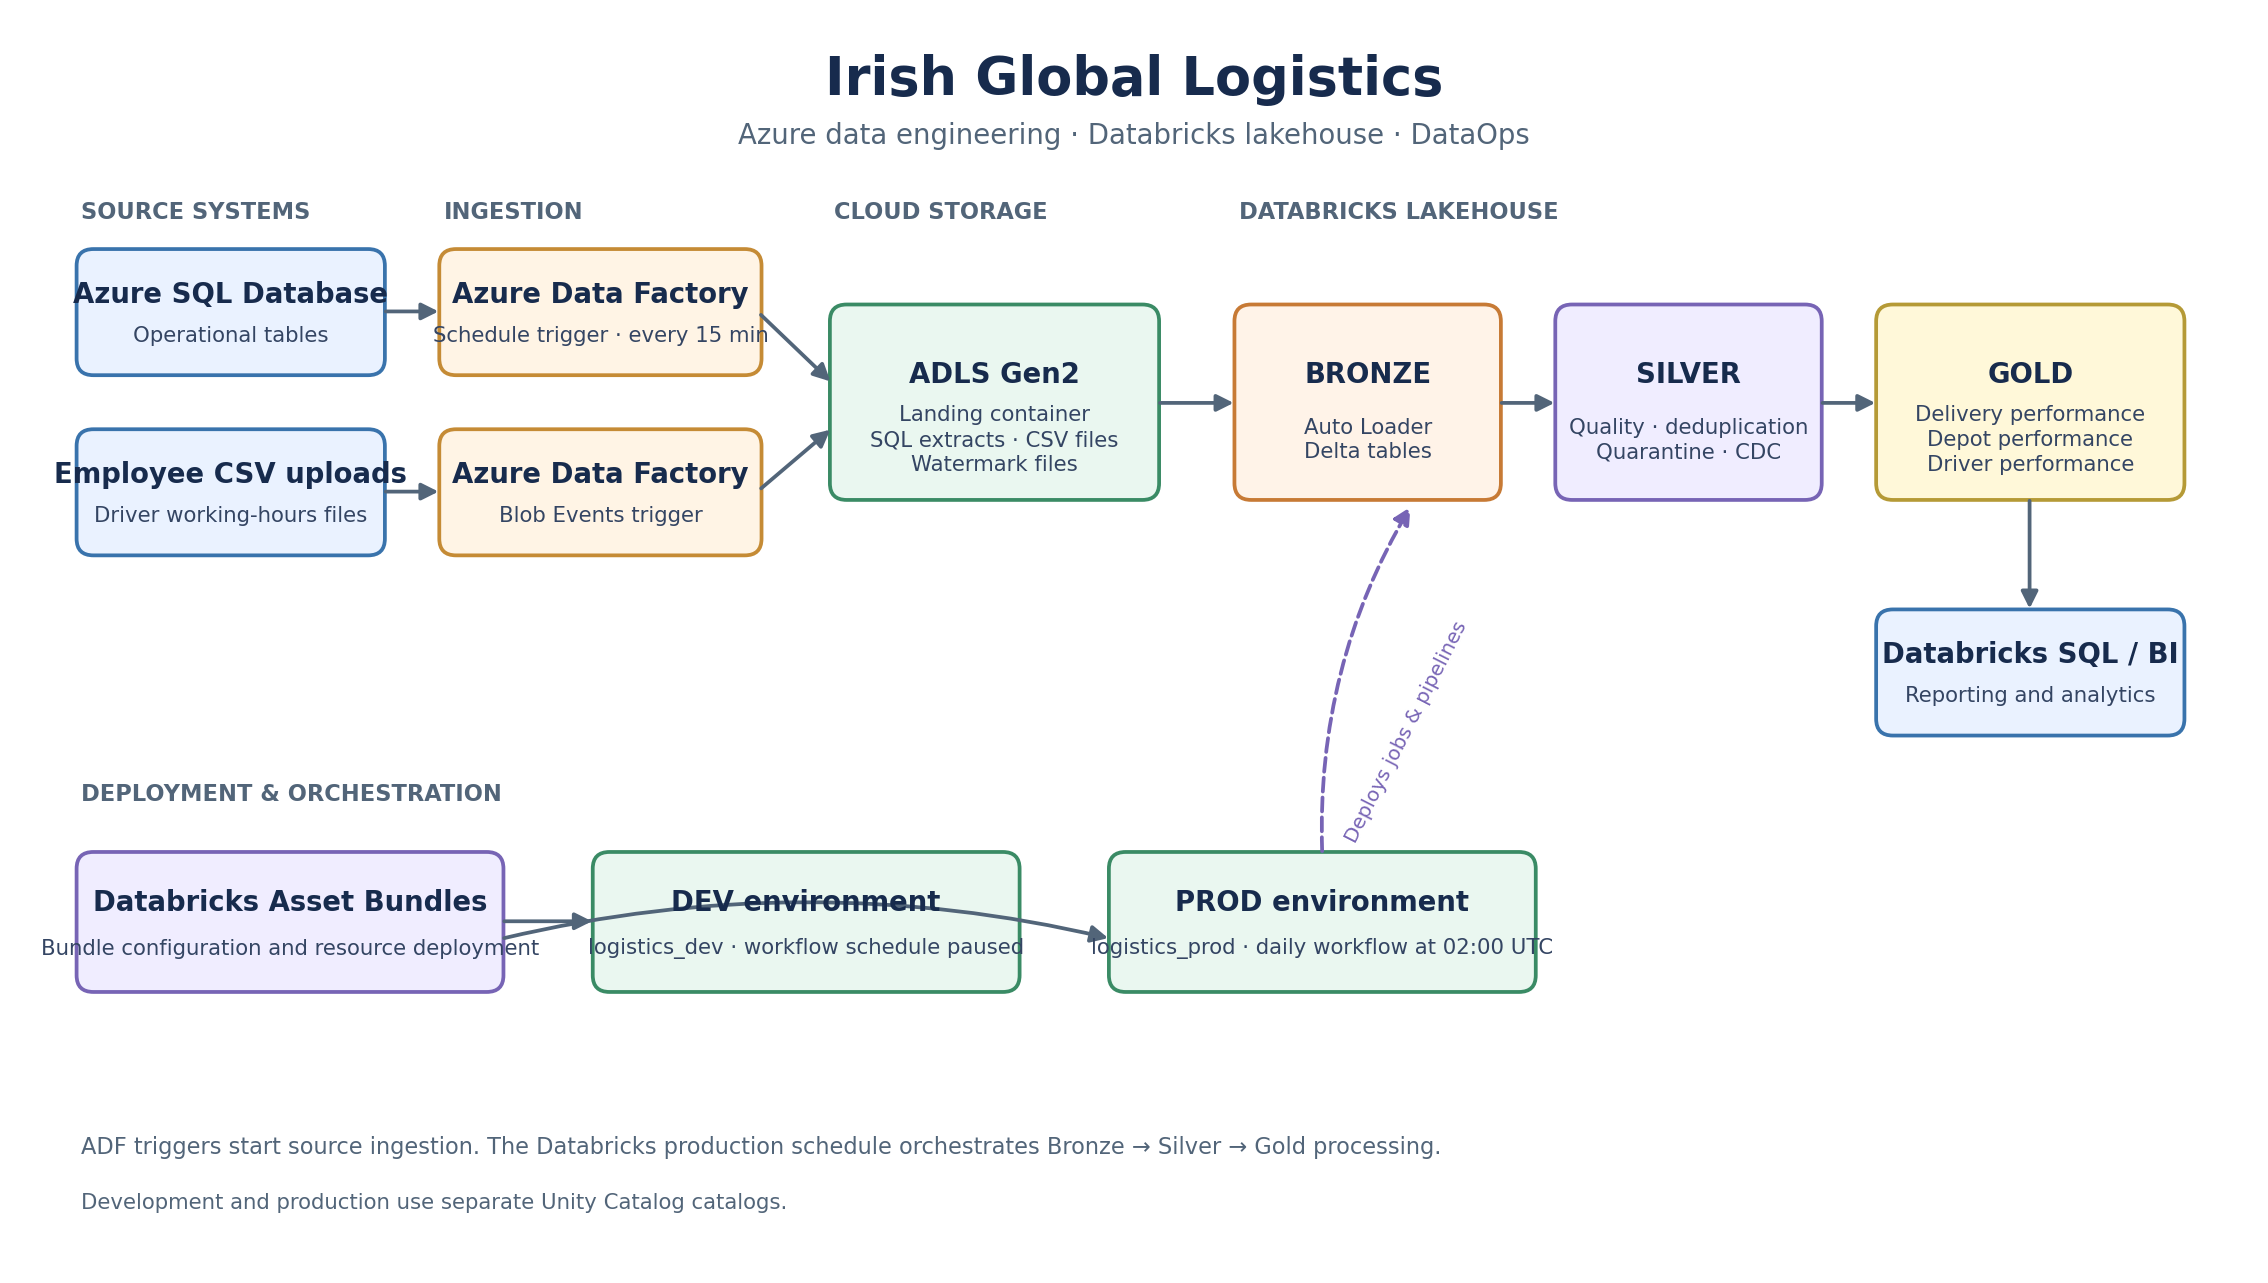 Irish Global Logistics
Azure data engineering · Databricks lakehouse · DataOps
SOURCE SYSTEMS
INGESTION
CLOUD STORAGE
DATABRICKS LAKEHOUSE
Azure SQL Database
Operational tables
Azure Data Factory
Schedule trigger · every 15 min
Employee CSV uploads
Driver working-hours files
Azure Data Factory
Blob Events trigger
ADLS Gen2
Landing container
SQL extracts · CSV files
Watermark files
BRONZE
Auto Loader
Delta tables
SILVER
Quality · deduplication
Quarantine · CDC
GOLD
Delivery performance
Depot performance
Driver performance
Databricks SQL / BI
Reporting and analytics
Deploys jobs & pipelines
DEPLOYMENT & ORCHESTRATION
Databricks Asset Bundles
Bundle configuration and resource deployment
DEV environment
logistics_dev · workflow schedule paused
PROD environment
logistics_prod · daily workflow at 02:00 UTC
ADF triggers start source ingestion. The Databricks production schedule orchestrates Bronze → Silver → Gold processing.
Development and production use separate Unity Catalog catalogs.